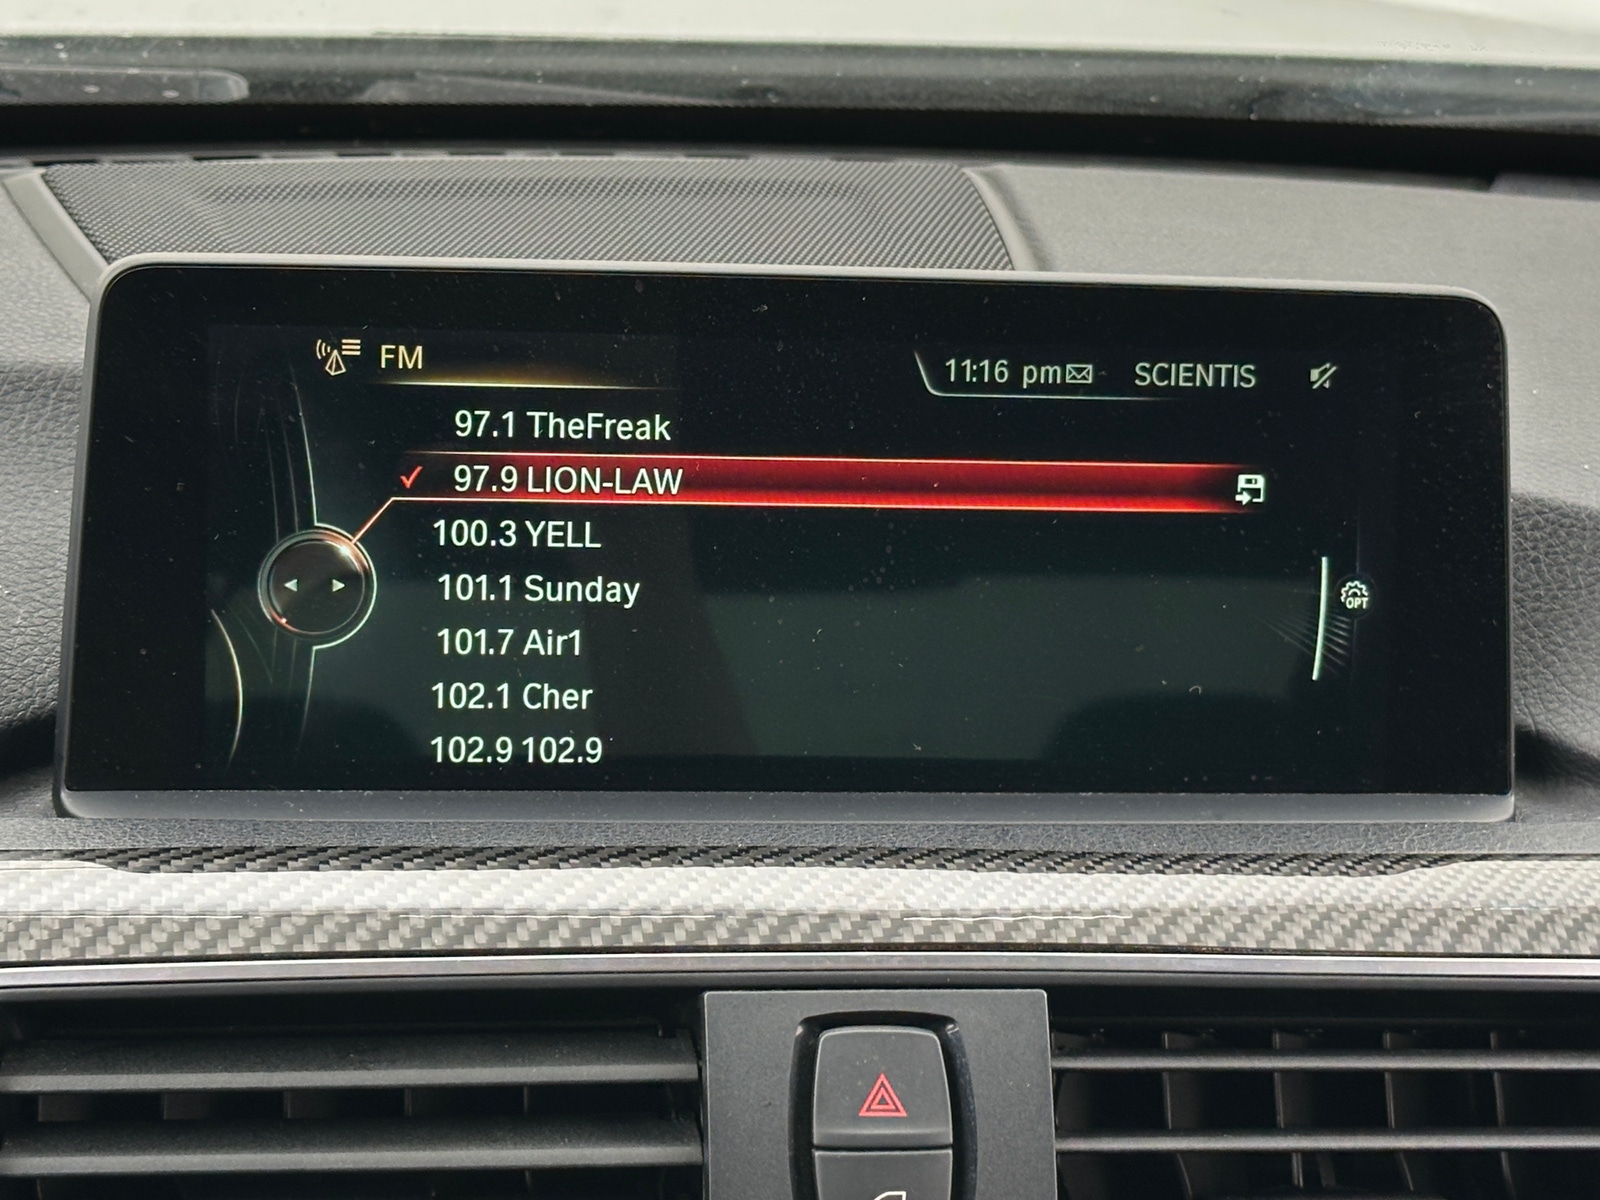 FM
11:16 pm SCIENTIS
97.1 TheFreak
97.9 LION-LAW
100.3 YELL
101.1 Sunday
101.7 Air1
102.1 Cher
102.9 102.9
OPT